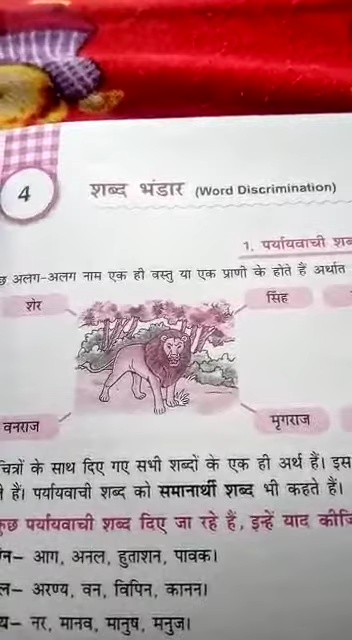 4
शब्द भंडार (Word Discrimination)
1. पर्यायवाची
अलग-अलग नाम एक ही वस्तु या एक प्राणी के होते हैं अर्थात
शेर
सिंह
वनराज
मृगराज
के साथ दिए गए सभी शब्दों के एक ही अर्थ हैं। इस
हैं। पर्यायवाची शब्द को समानार्थी शब्द भी कहते हैं।
पर्यायवाची शब्द दिए जा रहे हैं, इन्हें याद
– आग, अनल, हुताशन, पावक।
– अरण्य, वन, विपिन, कानन।
– नर, मानव, मानुष, मनुज।